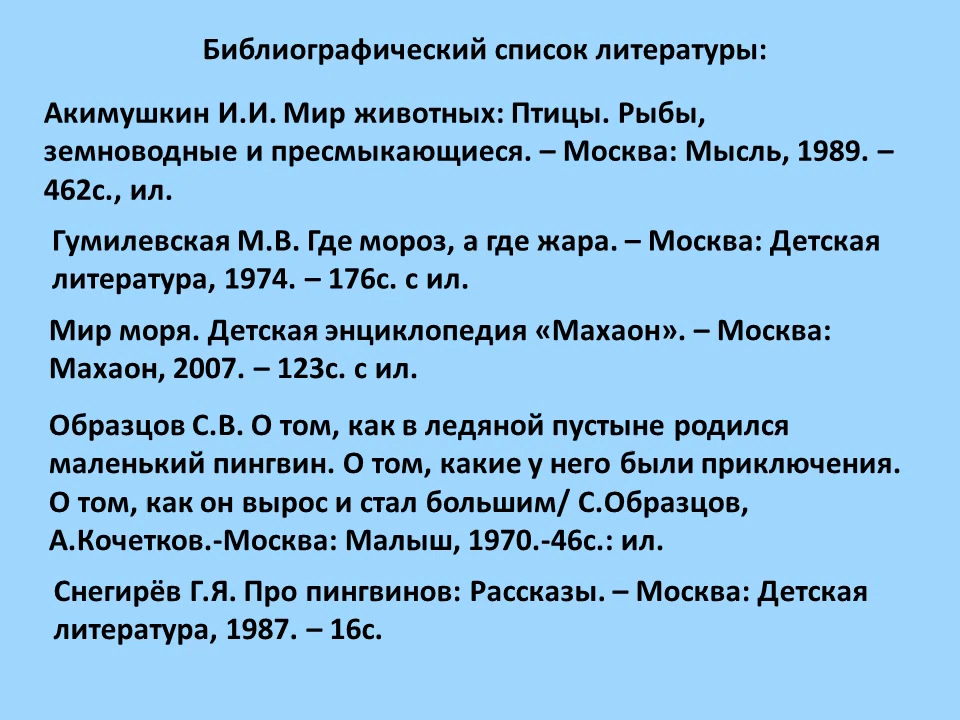 Библиографический список литературы:
Акимушкин И.И. Мир животных: Птицы. Рыбы,
земноводные и пресмыкающиеся. – Москва: Мысль, 1989. –
462с., ил.
Гумилевская М.В. Где мороз, а где жара. – Москва: Детская
литература, 1974. – 176с. с ил.
Мир моря. Детская энциклопедия «Махаон». – Москва:
Махаон, 2007. – 123с. с ил.
Образцов С.В. О том, как в ледяной пустыне родился
маленький пингвин. О том, какие у него были приключения.
О том, как он вырос и стал большим/ С.Образцов,
А.Кочетков.-Москва: Малыш, 1970.-46с.: ил.
Снегирёв Г.Я. Про пингвинов: Рассказы. – Москва: Детская
литература, 1987. – 16с.